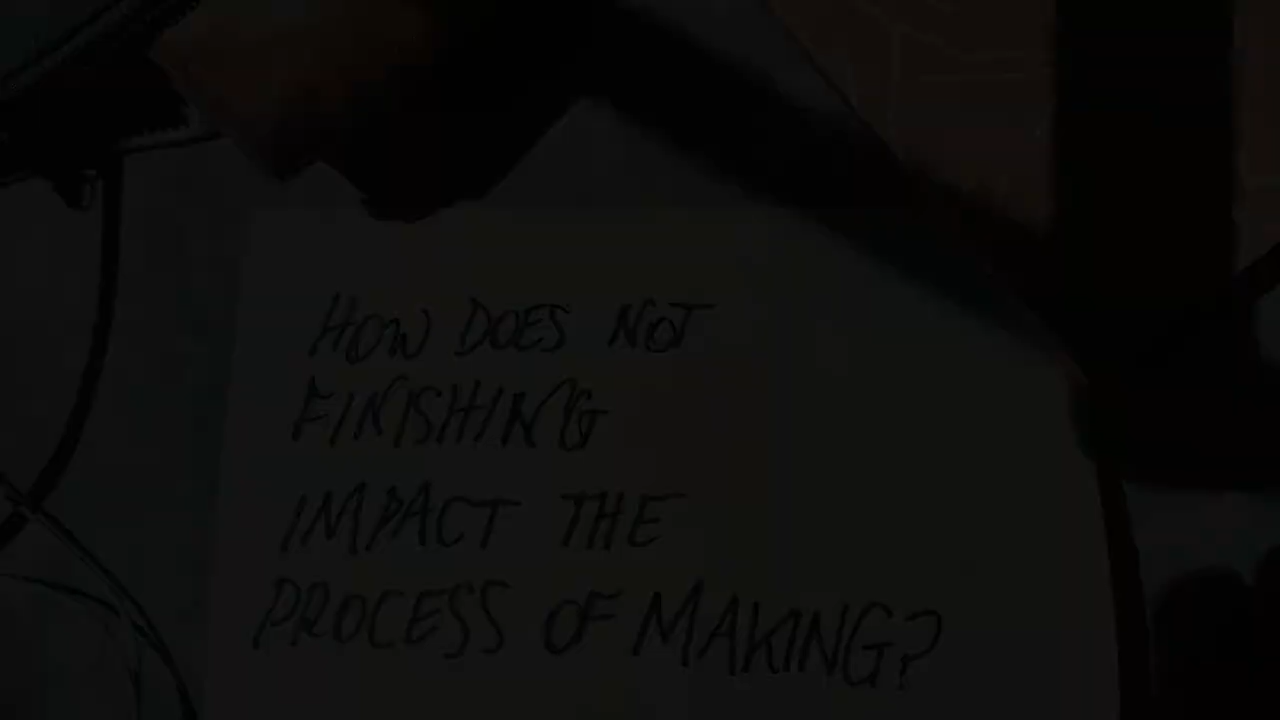 HOW DOES NOT
FINISHING
IMPACT THE
PROCESS OF MAKING?